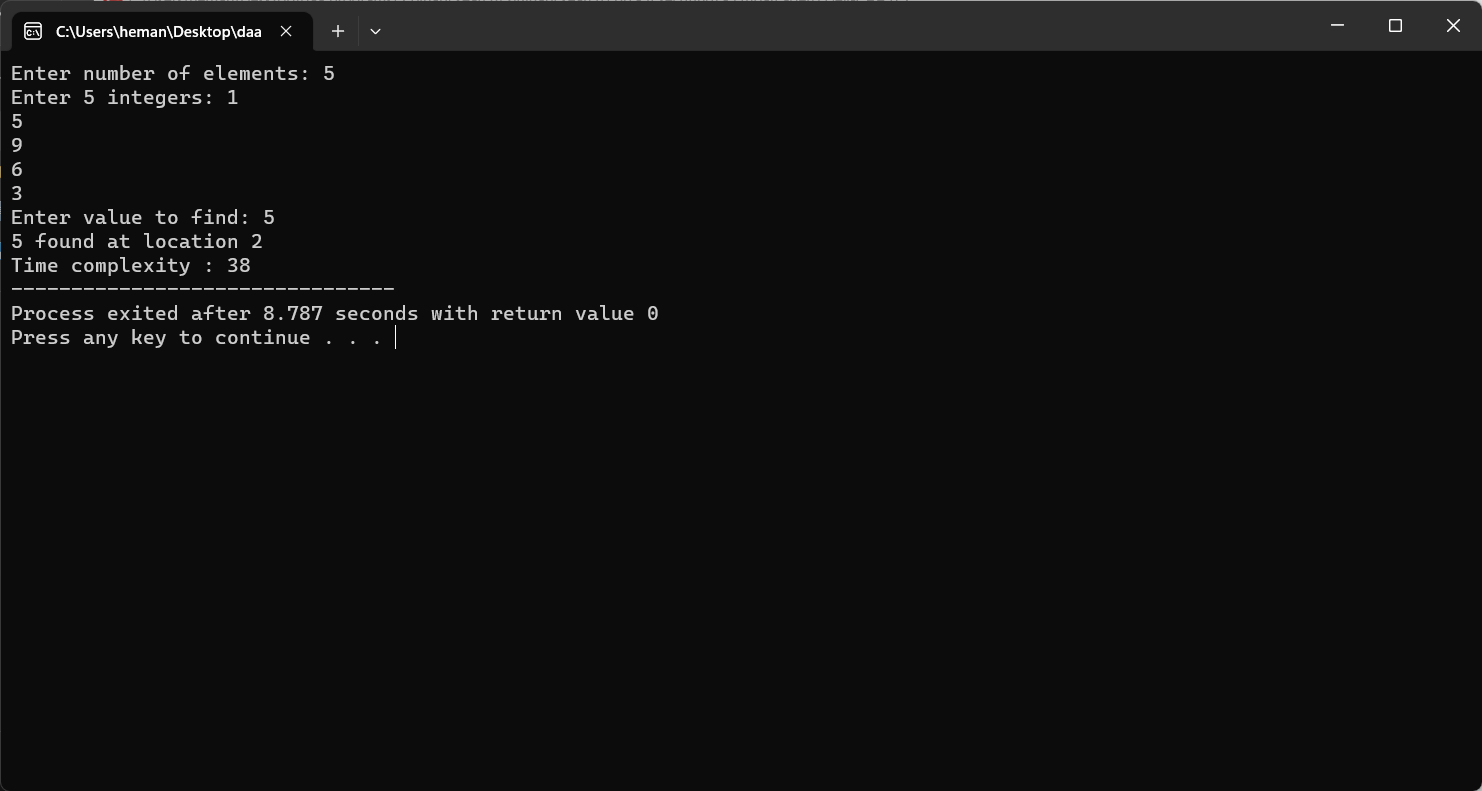 C:\Users\heman\Desktop\daa
Enter number of elements: 5
Enter 5 integers: 1
5
9
6
3
Enter value to find: 5
5 found at location 2
Time complexity : 38
--------------------------------
Process exited after 8.787 seconds with return value 0
Press any key to continue . . .